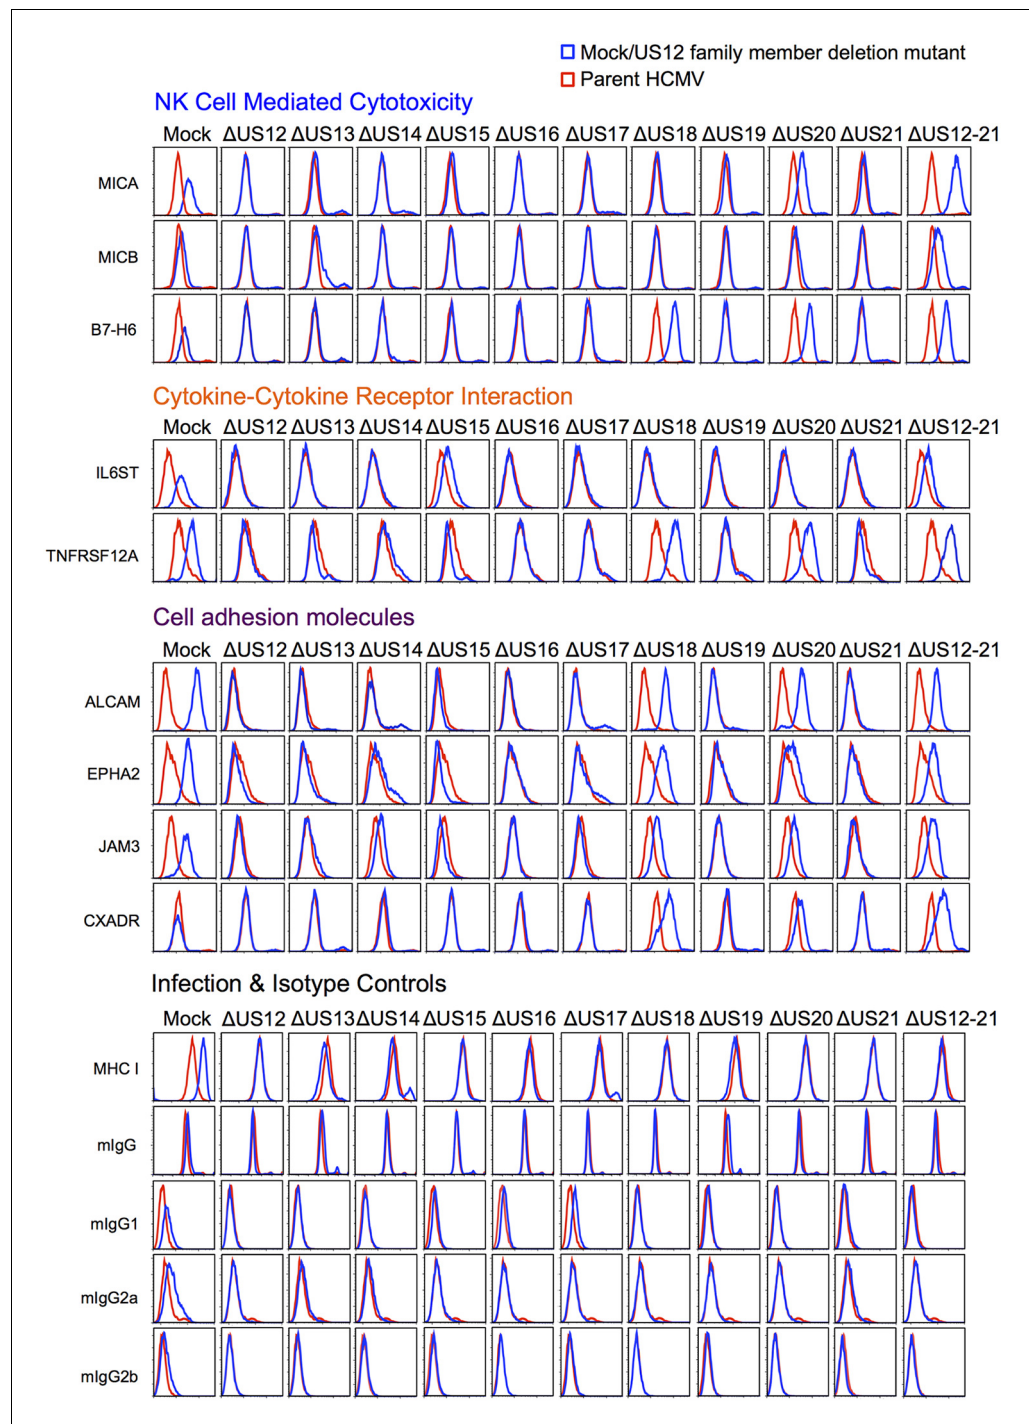 Mock/US12 family member deletion mutant
Parent HCMV
NK Cell Mediated Cytotoxicity
Mock ΔUS12 ΔUS13 ΔUS14 ΔUS15 ΔUS16 ΔUS17 ΔUS18 ΔUS19 ΔUS20 ΔUS21 ΔUS12-21
MICA
MICB
B7-H6
Cytokine-Cytokine Receptor Interaction
Mock ΔUS12 ΔUS13 ΔUS14 ΔUS15 ΔUS16 ΔUS17 ΔUS18 ΔUS19 ΔUS20 ΔUS21 ΔUS12-21
IL6ST
TNFRSF12A
Cell adhesion molecules
Mock ΔUS12 ΔUS13 ΔUS14 ΔUS15 ΔUS16 ΔUS17 ΔUS18 ΔUS19 ΔUS20 ΔUS21 ΔUS12-21
ALCAM
EPHA2
JAM3
CXADR
Infection & Isotype Controls
Mock ΔUS12 ΔUS13 ΔUS14 ΔUS15 ΔUS16 ΔUS17 ΔUS18 ΔUS19 ΔUS20 ΔUS21 ΔUS12-21
MHC I
mIgG
mIgG1
mIgG2a
mIgG2b